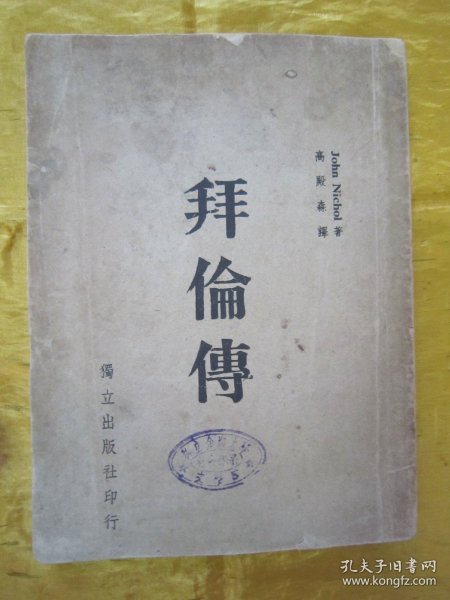 John Nichol 著
高殿森譯
拜倫傳
獨立出版社印行
孔夫子旧书网
www.kongfz.com